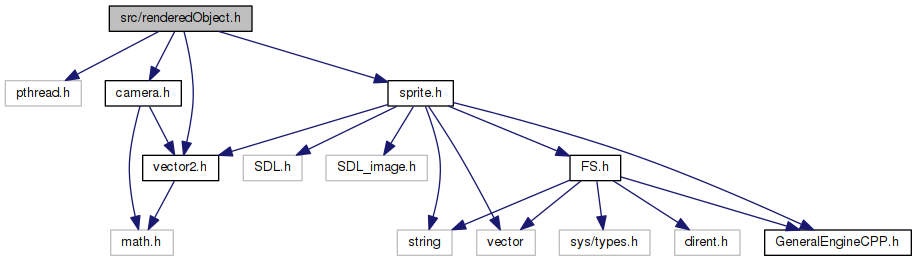 src/renderedObject.h
pthread.h
camera.h
sprite.h
vector2.h
SDL.h
SDL_image.h
FS.h
math.h
string
vector
sys/types.h
dirent.h
GeneralEngineCPP.h